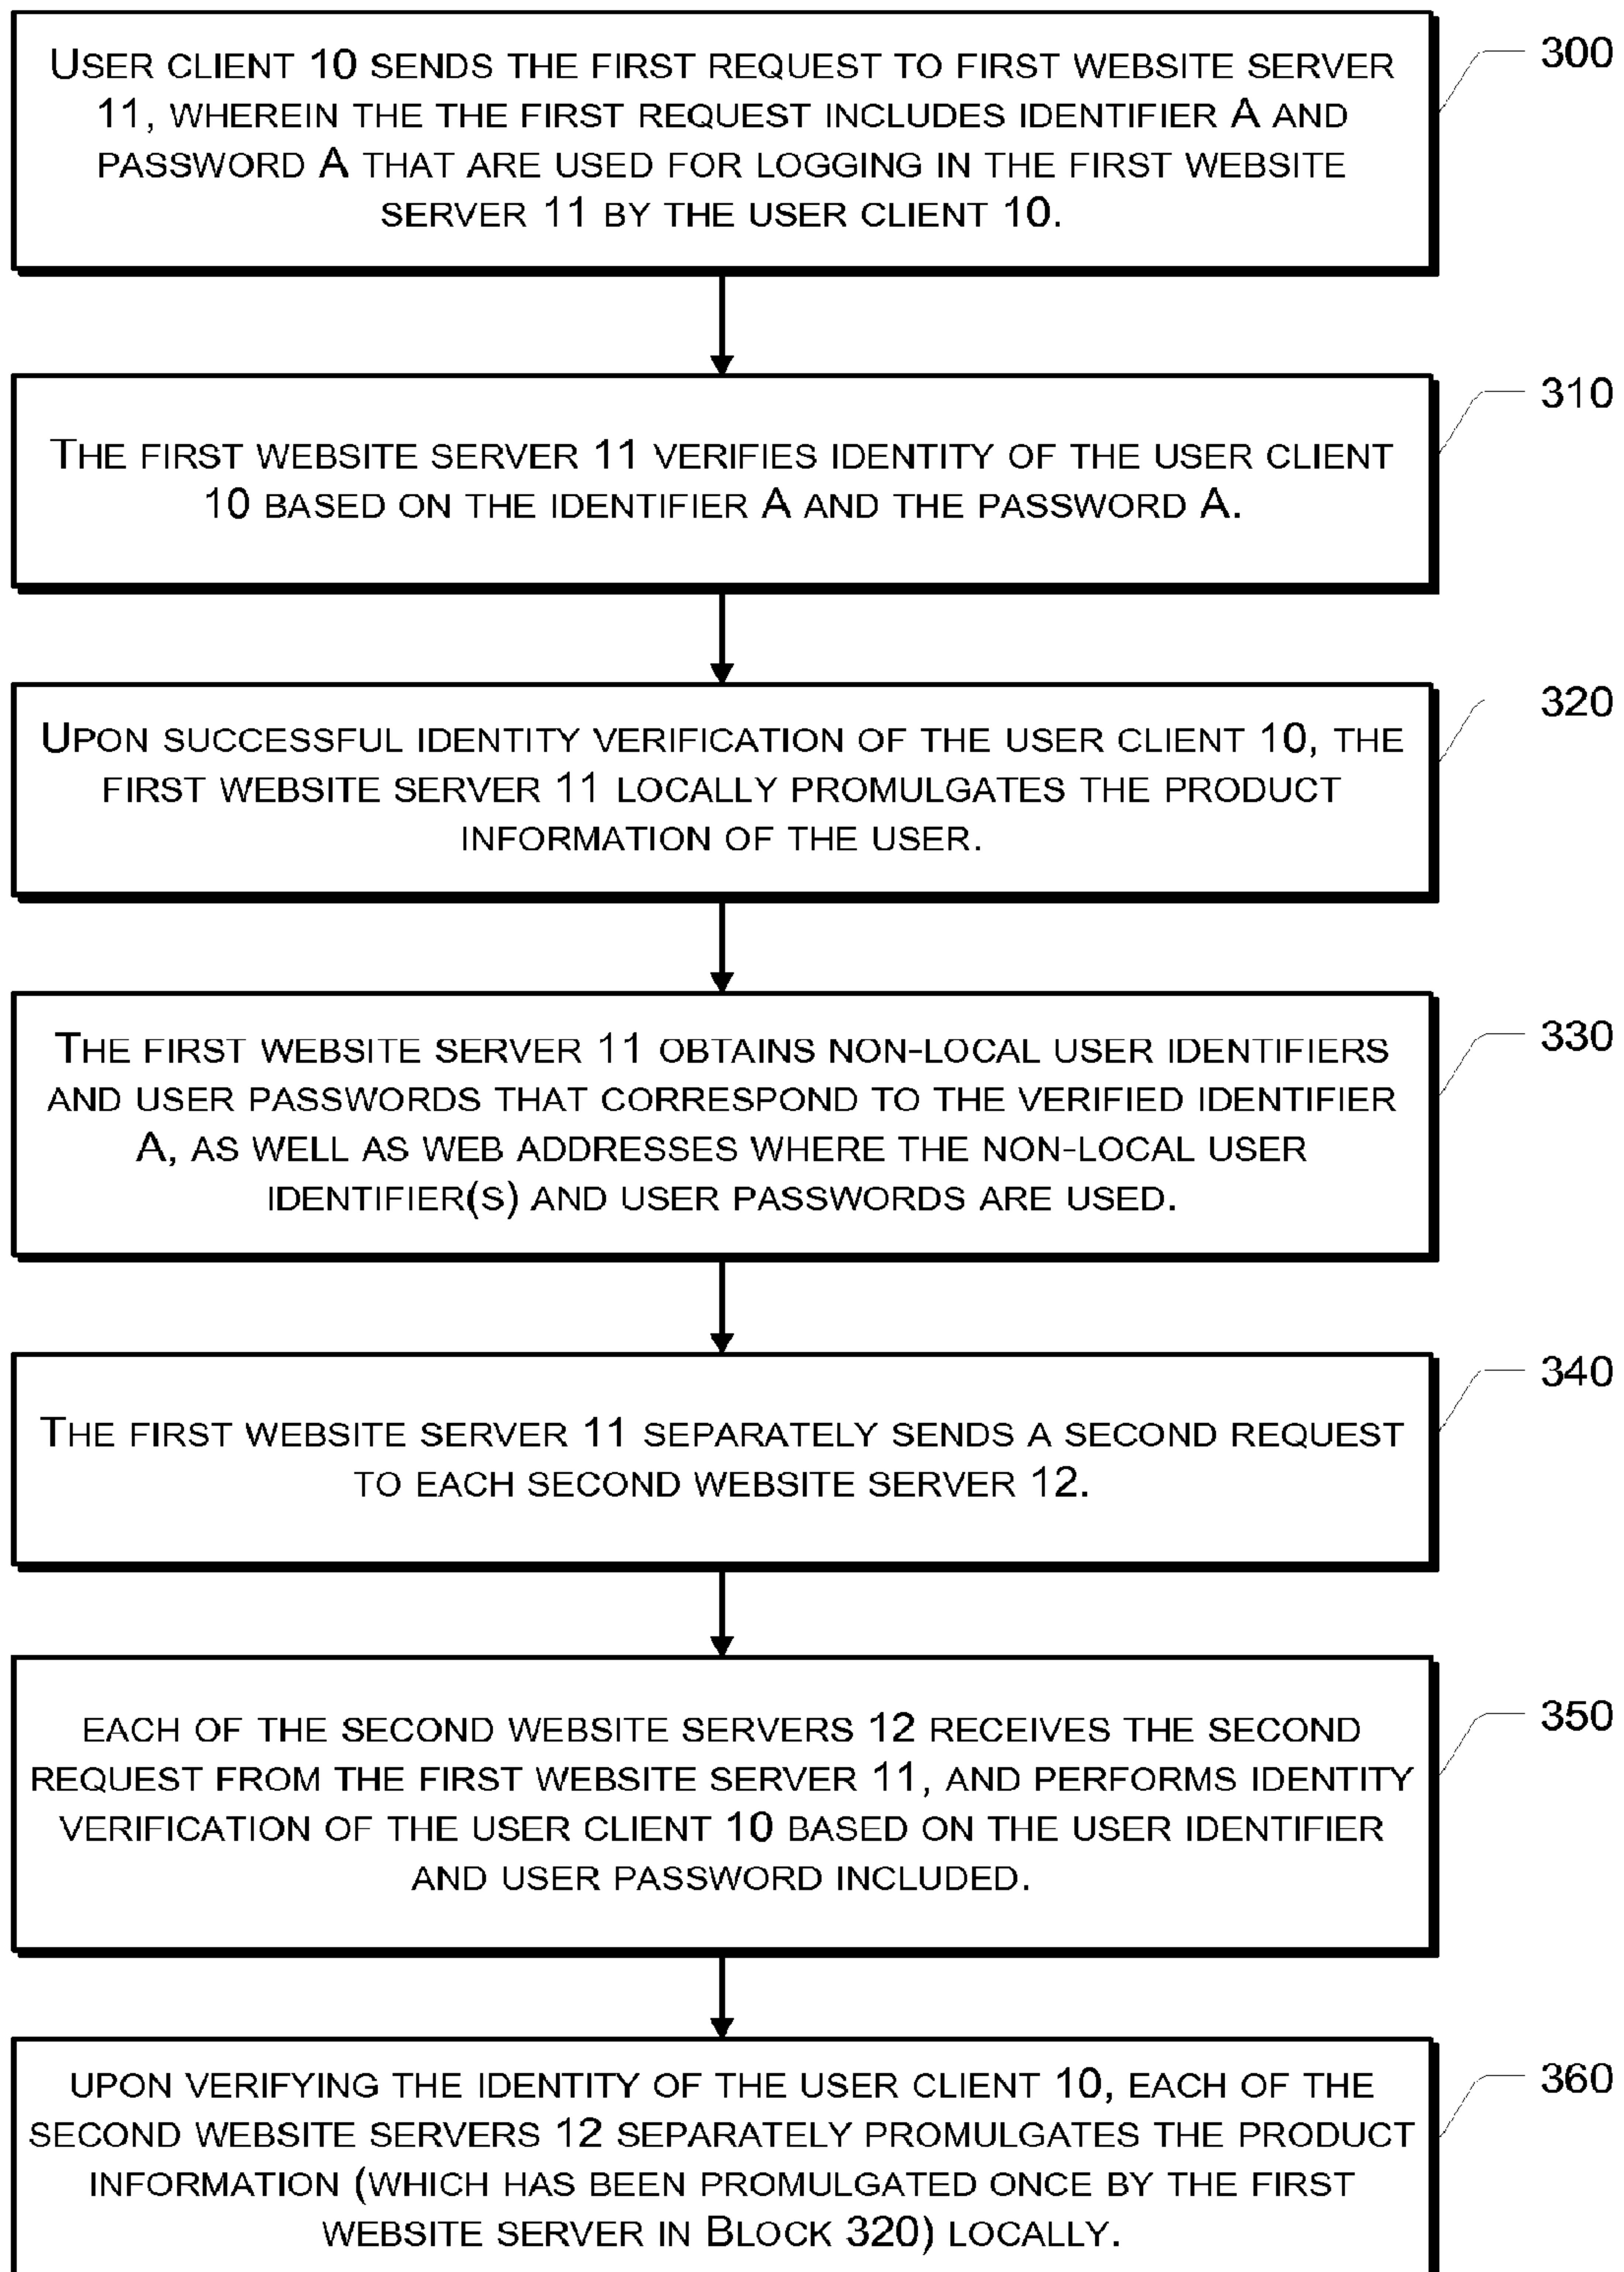 USER CLIENT 10 SENDS THE FIRST REQUEST TO FIRST WEBSITE SERVER
11, WHEREIN THE THE FIRST REQUEST INCLUDES IDENTIFIER A AND
PASSWORD A THAT ARE USED FOR LOGGING IN THE FIRST WEBSITE
SERVER 11 BY THE USER CLIENT 10.
300
THE FIRST WEBSITE SERVER 11 VERIFIES IDENTITY OF THE USER CLIENT
10 BASED ON THE IDENTIFIER A AND THE PASSWORD A.
310
UPON SUCCESSFUL IDENTITY VERIFICATION OF THE USER CLIENT 10, THE
FIRST WEBSITE SERVER 11 LOCALLY PROMULGATES THE PRODUCT
INFORMATION OF THE USER.
320
THE FIRST WEBSITE SERVER 11 OBTAINS NON-LOCAL USER IDENTIFIERS
AND USER PASSWORDS THAT CORRESPOND TO THE VERIFIED IDENTIFIER
A, AS WELL AS WEB ADDRESSES WHERE THE NON-LOCAL USER
IDENTIFIER(S) AND USER PASSWORDS ARE USED.
330
THE FIRST WEBSITE SERVER 11 SEPARATELY SENDS A SECOND REQUEST
TO EACH SECOND WEBSITE SERVER 12.
340
EACH OF THE SECOND WEBSITE SERVERS 12 RECEIVES THE SECOND
REQUEST FROM THE FIRST WEBSITE SERVER 11, AND PERFORMS IDENTITY
VERIFICATION OF THE USER CLIENT 10 BASED ON THE USER IDENTIFIER
AND USER PASSWORD INCLUDED.
350
UPON VERIFYING THE IDENTITY OF THE USER CLIENT 10, EACH OF THE
SECOND WEBSITE SERVERS 12 SEPARATELY PROMULGATES THE PRODUCT
INFORMATION (WHICH HAS BEEN PROMULGATED ONCE BY THE FIRST
WEBSITE SERVER IN BLOCK 320) LOCALLY.
360